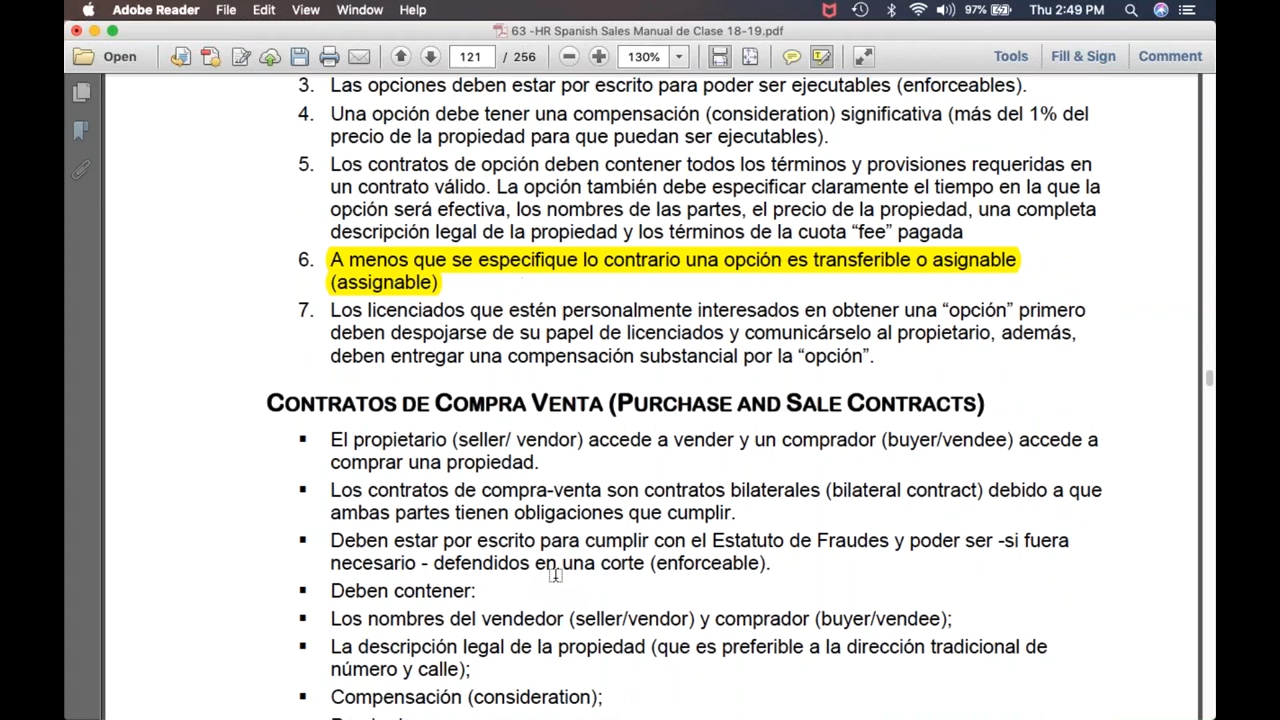 Adobe Reader File Edit View Window Help 97% Thu 2:49 PM
63 -HR Spanish Sales Manual de Clase 18-19.pdf
Open 121 / 256 130% Tools Fill & Sign Comment
3. Las opciones deben estar por escrito para poder ser ejecutables (enforceables).
4. Una opción debe tener una compensación (consideration) significativa (más del 1% del
precio de la propiedad para que puedan ser ejecutables).
5. Los contratos de opción deben contener todos los términos y provisiones requeridas en
un contrato válido. La opción también debe especificar claramente el tiempo en la que la
opción será efectiva, los nombres de las partes, el precio de la propiedad, una completa
descripción legal de la propiedad y los términos de la cuota “fee” pagada
6. A menos que se especifique lo contrario una opción es transferible o asignable
(assignable)
7. Los licenciados que estén personalmente interesados en obtener una “opción” primero
deben despojarse de su papel de licenciados y comunicárselo al propietario, además,
deben entregar una compensación substancial por la “opción”.
CONTRATOS DE COMPRA VENTA (PURCHASE AND SALE CONTRACTS)
▪ El propietario (seller/ vendor) accede a vender y un comprador (buyer/vendee) accede a
comprar una propiedad.
▪ Los contratos de compra-venta son contratos bilaterales (bilateral contract) debido a que
ambas partes tienen obligaciones que cumplir.
▪ Deben estar por escrito para cumplir con el Estatuto de Fraudes y poder ser -si fuera
necesario - defendidos en una corte (enforceable).
▪ Deben contener:
▪ Los nombres del vendedor (seller/vendor) y comprador (buyer/vendee);
▪ La descripción legal de la propiedad (que es preferible a la dirección tradicional de
número y calle);
▪ Compensación (consideration);